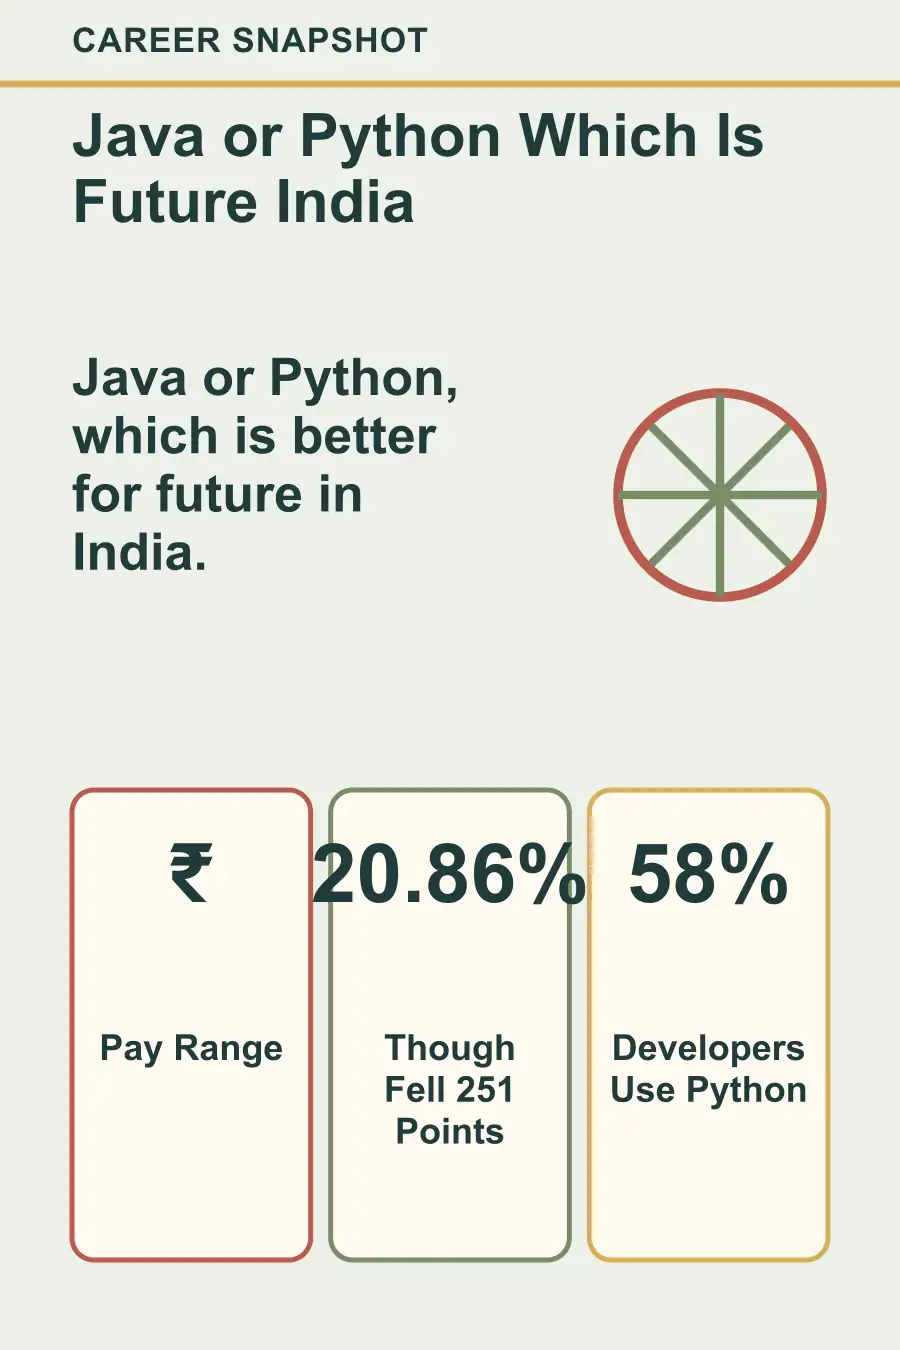 CAREER SNAPSHOT
Java or Python Which Is
Future India
Java or Python,
which is better
for future in
India.
₹
Pay Range
20.86%
Though
Fell 251
Points
58%
Developers
Use Python